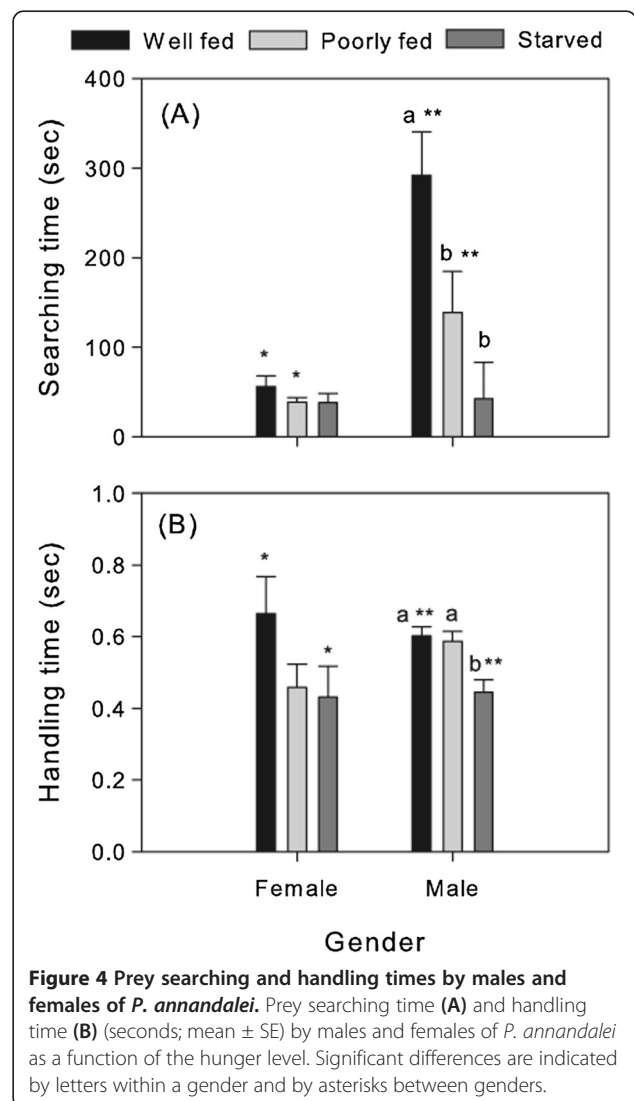 Well fed Poorly fed Starved
400
(A)
a **
300
b **
200
b
100
* *
0
Searching time (sec)
1.0
(B)
0.8
*
a ** a
0.6
*
b**
0.4
0.2
0.0
Handling time (sec)
Female Male
Gender
Figure 4 Prey searching and handling times by males and
females of P. annandalei. Prey searching time (A) and handling
time (B) (seconds; mean ± SE) by males and females of P. annandalei
as a function of the hunger level. Significant differences are indicated
by letters within a gender and by asterisks between genders.